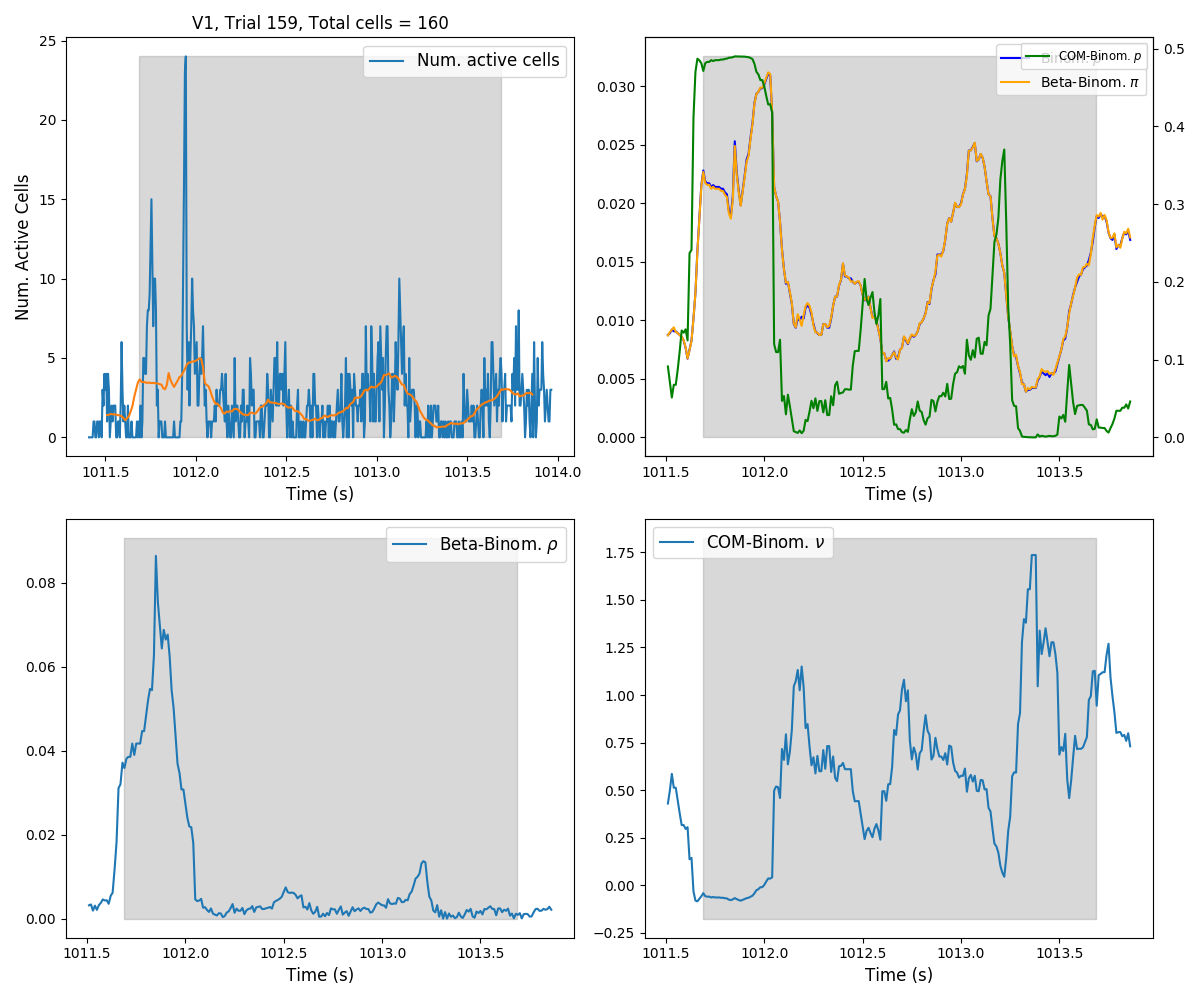 V1, Trial 159, Total cells = 160
Num. active cells
Num. Active Cells
25
20
15
10
5
0
1011.5 1012.0 1012.5 1013.0 1013.5 1014.0
Time (s)
Binom. p
COM-Binom. p
Beta-Binom. π
0.030
0.025
0.020
0.015
0.010
0.005
0.000
0.5
0.4
0.3
0.2
0.1
0.0
1011.5 1012.0 1012.5 1013.0 1013.5
Time (s)
Beta-Binom. ρ
0.08
0.06
0.04
0.02
0.00
1011.5 1012.0 1012.5 1013.0 1013.5
Time (s)
COM-Binom. ν
1.75
1.50
1.25
1.00
0.75
0.50
0.25
0.00
−0.25
1011.5 1012.0 1012.5 1013.0 1013.5
Time (s)